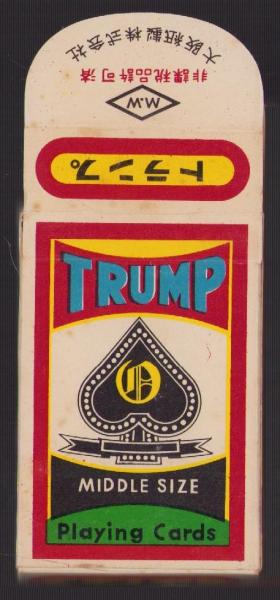 大阪紙製株式会社
非課税品許可済
M.W
トランプ。
TRUMP
O
MIDDLE SIZE
Playing Cards